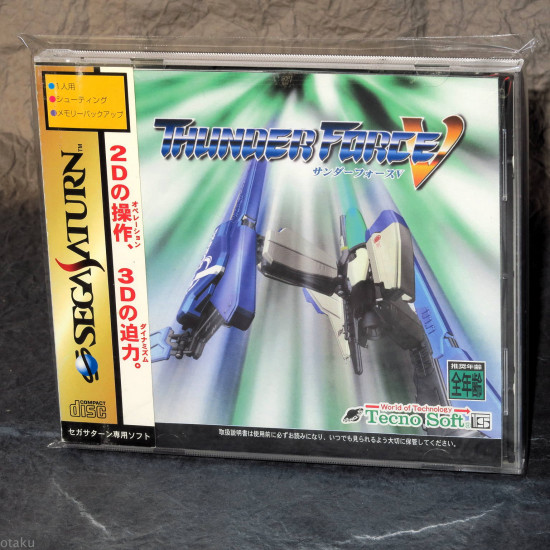 ●1人用
●シューティング
●メモリーバックアップ
SEGA SATURN™
2Dの操作、3Dの迫力。
オペレーション
ダイナミズム
COMPACT
disc
セガサターン専用ソフト
THUNDER FORCE V
サンダーフォースV
推奨年齢
全年齢
World of Technology
Tecno Soft
取扱説明書は使用前に必ずお読みになり、いつでも見られるよう大切に保管してください。
otaku